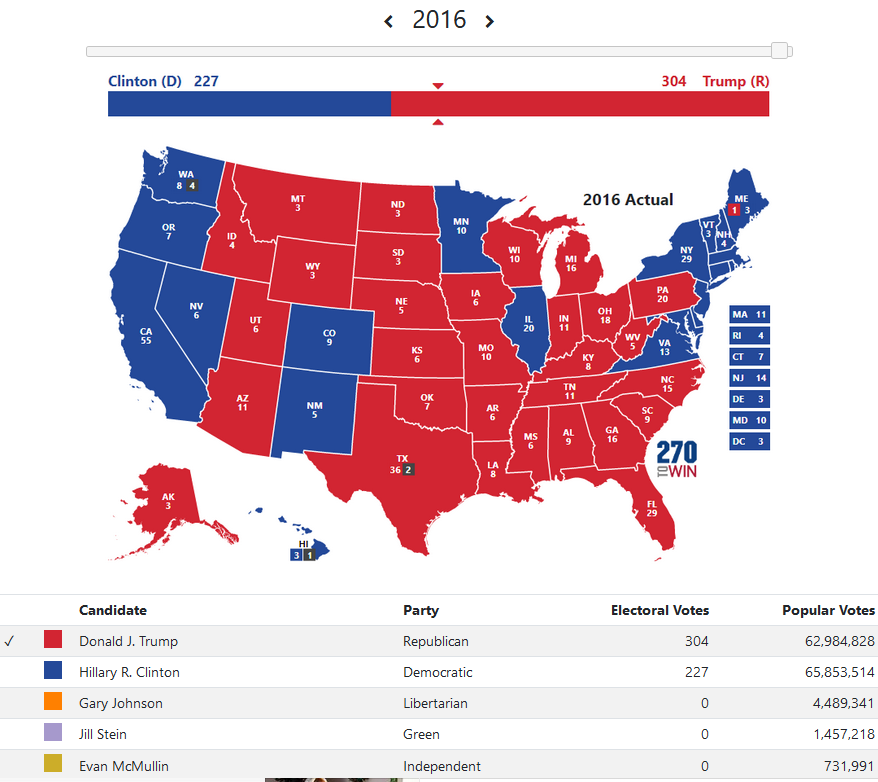 2016
Clinton (D) 227
304 Trump (R)
2016 Actual
WA
8 4
OR
7
CA
55
NV
6
ID
4
MT
3
WY
3
UT
6
AZ
11
CO
9
NM
5
ND
3
SD
3
NE
5
KS
6
OK
7
TX
36 2
MN
10
IA
6
MO
10
AR
6
LA
8
WI
10
IL
20
MI
16
IN
11
OH
18
KY
8
TN
11
MS
6
AL
9
GA
16
FL
29
SC
9
NC
15
VA
13
WV
5
PA
20
NY
29
VT
3
NH
4
ME
1 3
AK
3
HI
3 1
MA 11
RI 4
CT 7
NJ 14
DE 3
MD 10
DC 3
270
TO WIN
Candidate Party Electoral Votes Popular Votes
✓ Donald J. Trump Republican 304 62,984,828
Hillary R. Clinton Democratic 227 65,853,514
Gary Johnson Libertarian 0 4,489,341
Jill Stein Green 0 1,457,218
Evan McMullin Independent 0 731,991